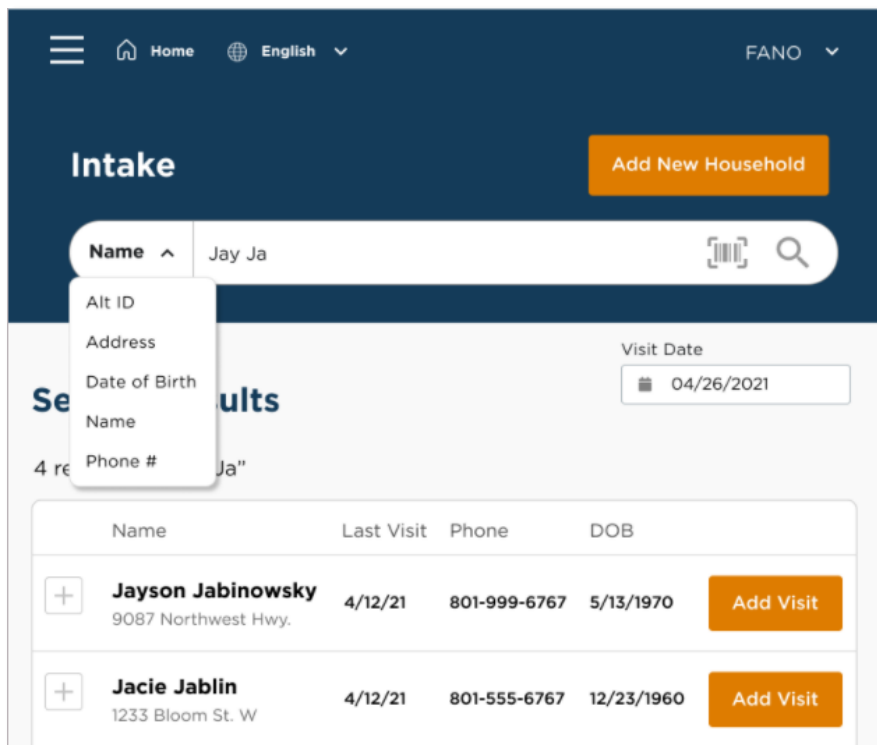 Home English FANO
Intake Add New Household
Name Jay Ja
Alt ID
Address
Date of Birth
Name
Phone #
Visit Date
04/26/2021
Se ults
4 re Ja"
Name Last Visit Phone DOB
Jayson Jabinowsky 4/12/21 801-999-6767 5/13/1970 Add Visit
9087 Northwest Hwy.
Jacie Jablin 4/12/21 801-555-6767 12/23/1960 Add Visit
1233 Bloom St. W